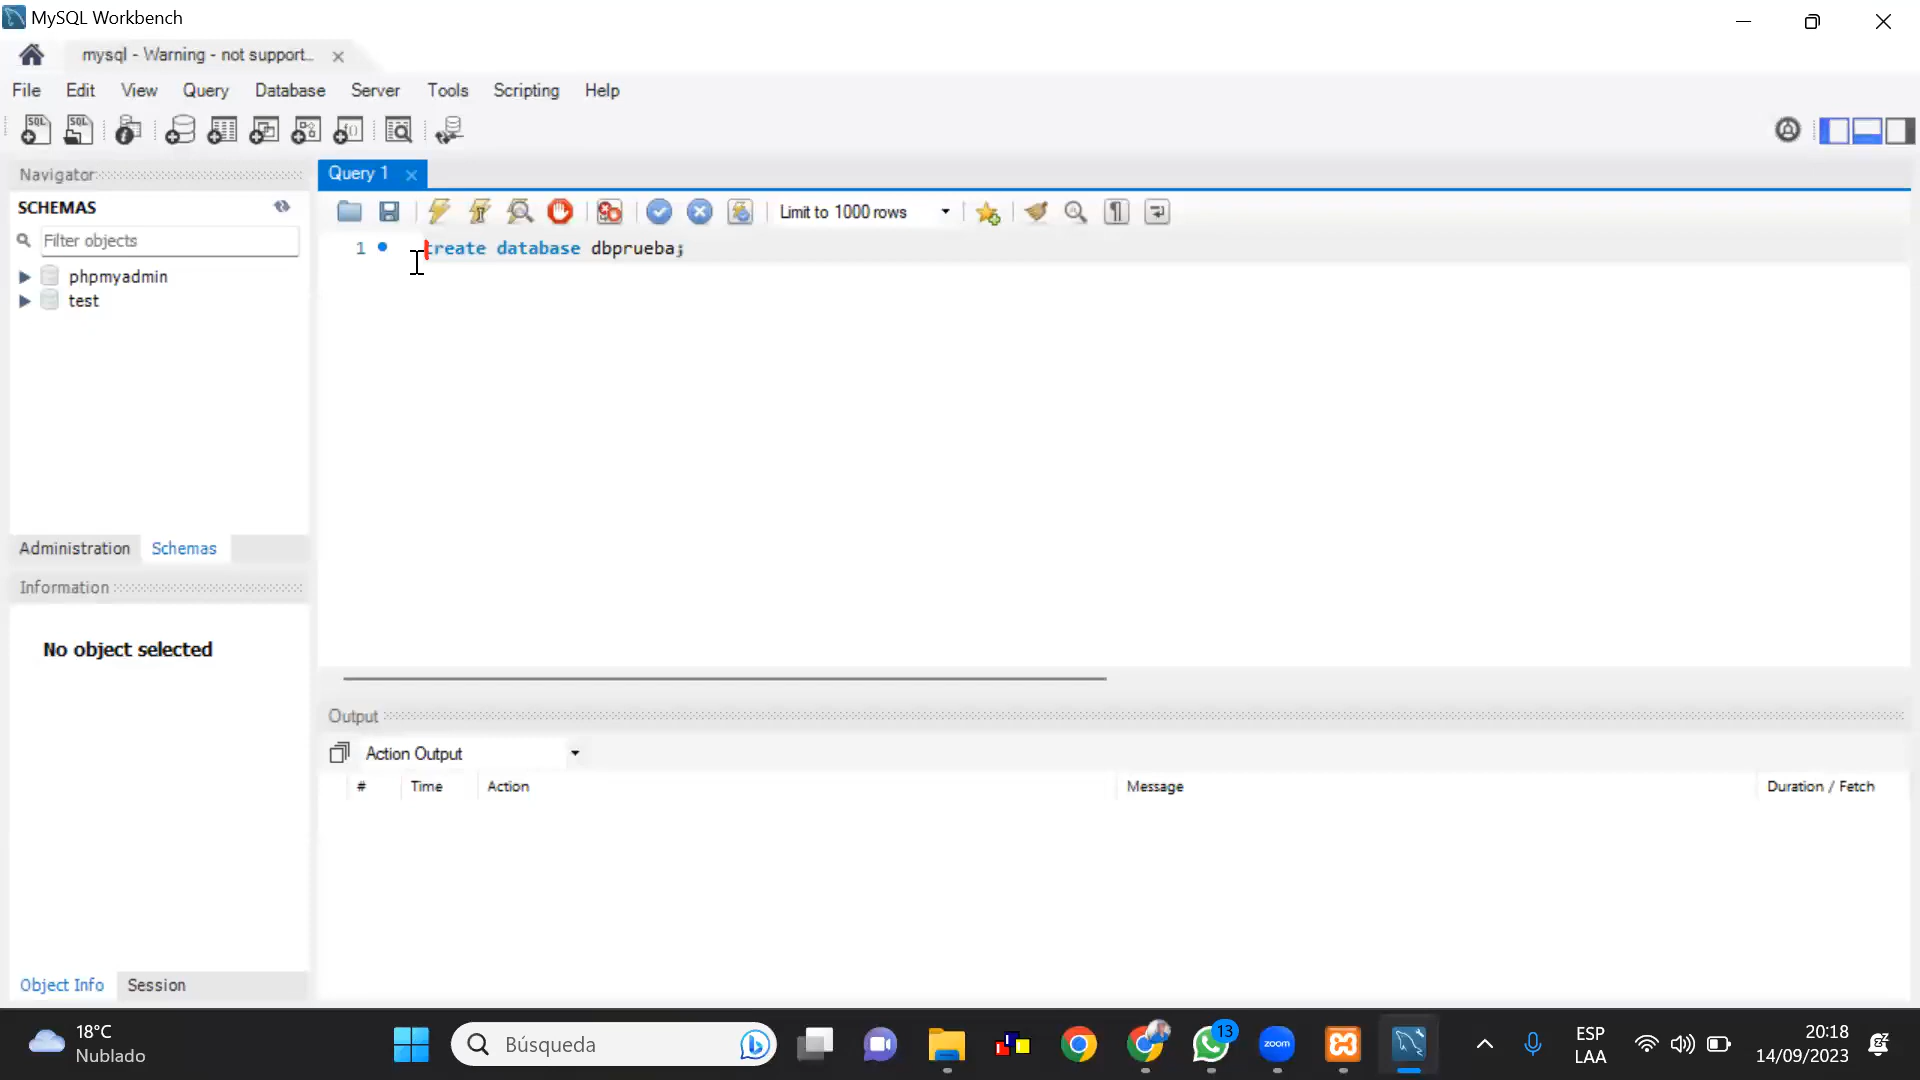 MySQL Workbench
mysql - Warning - not support...
File Edit View Query Database Server Tools Scripting Help
Navigator
Query 1
SCHEMAS
Limit to 1000 rows
Filter objects
1 create database dbprueba;
phpmyadmin
test
Administration Schemas
Information
No object selected
Output
Action Output
# Time Action Message Duration / Fetch
Object Info Session
18°C
Nublado
Búsqueda
13
zoom
ESP
LAA
20:18
14/09/2023